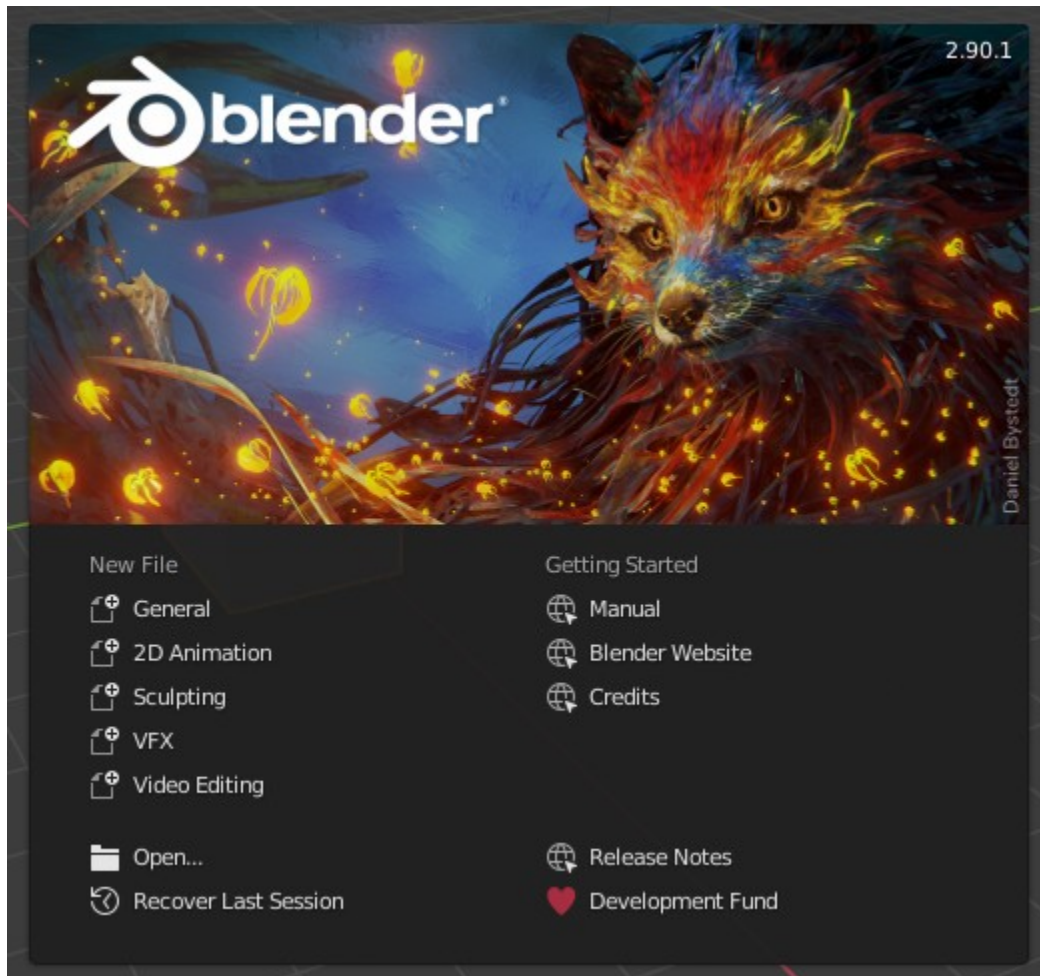 2.90.1
blender
Daniel Bystedt
New File
General
2D Animation
Sculpting
VFX
Video Editing
Open...
Recover Last Session
Getting Started
Manual
Blender Website
Credits
Release Notes
Development Fund